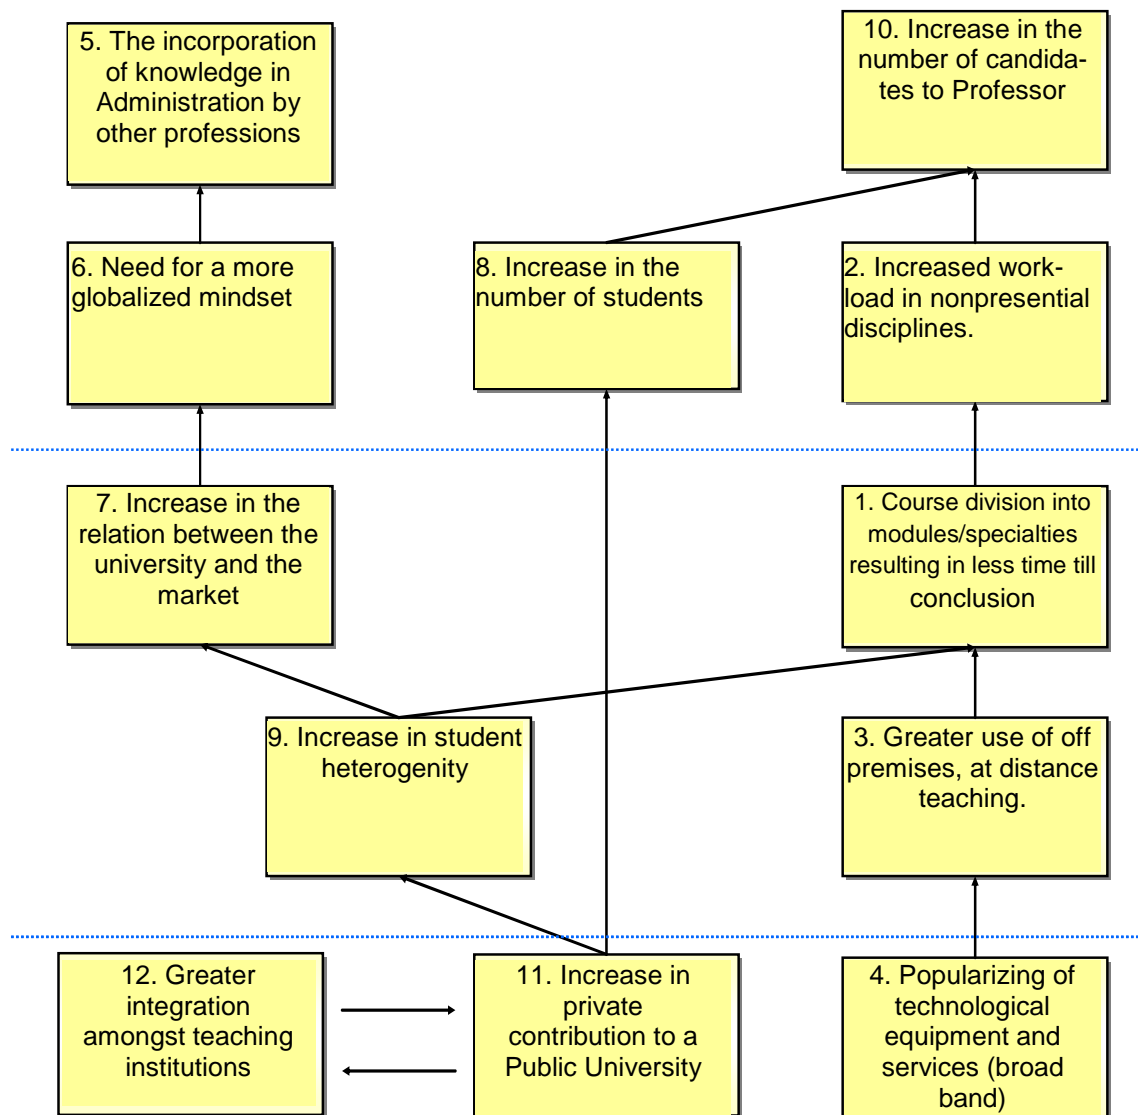 5. The incorporation
of knowledge in
Administration by
other professions
10. Increase in the
number of candida-
tes to Professor
6. Need for a more
globalized mindset
8. Increase in the
number of students
2. Increased work-
load in nonpresential
disciplines.
7. Increase in the
relation between the
university and the
market
1. Course division into
modules/specialties
resulting in less time till
conclusion
9. Increase in student
heterogenity
3. Greater use of off
premises, at distance
teaching.
12. Greater
integration
amongst teaching
institutions
11. Increase in
private
contribution to a
Public University
4. Popularizing of
technological
equipment and
services (broad
band)